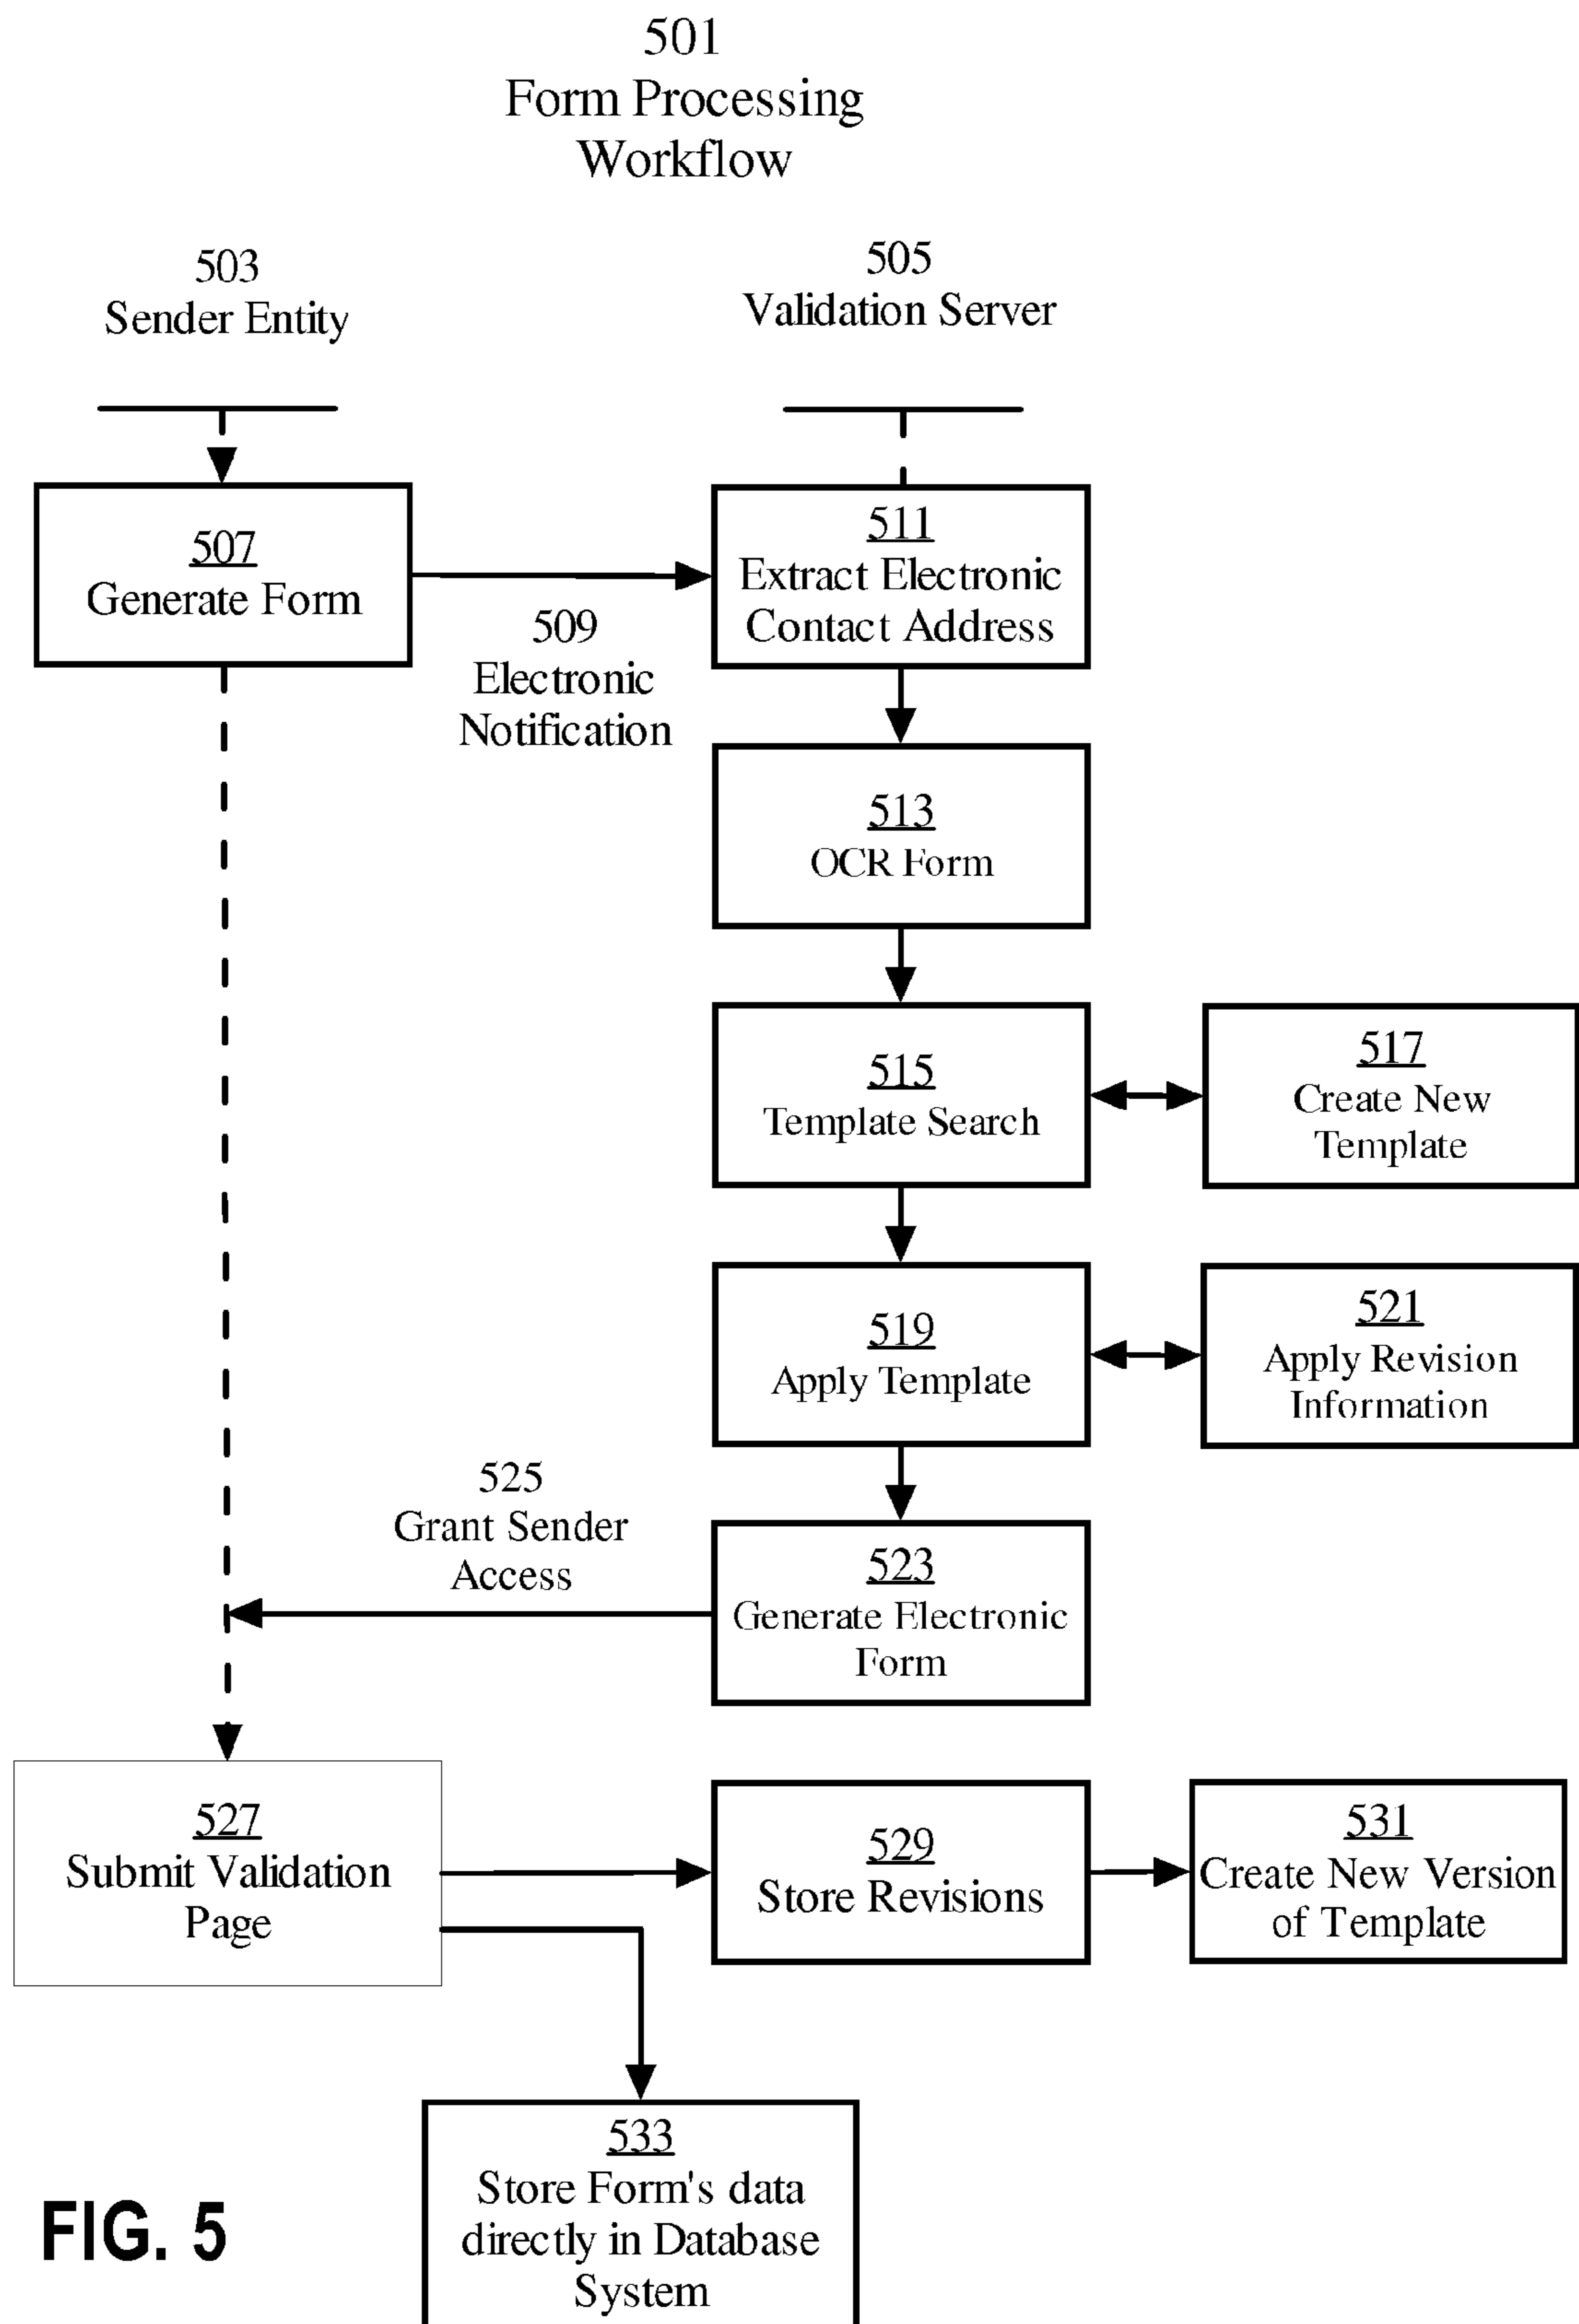 501
Form Processing
Workflow
503
Sender Entity
505
Validation Server
507
Generate Form
509
Electronic
Notification
511
Extract Electronic
Contact Address
513
OCR Form
515
Template Search
517
Create New
Template
519
Apply Template
521
Apply Revision
Information
525
Grant Sender
Access
523
Generate Electronic
Form
527
Submit Validation
Page
529
Store Revisions
531
Create New Version
of Template
533
Store Form's data
directly in Database
System
FIG. 5